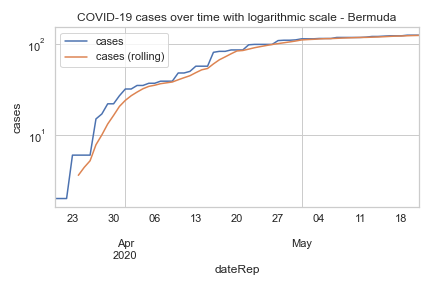 COVID-19 cases over time with logarithmic scale - Bermuda
cases
cases (rolling)
10²
10¹
cases
23 30 06 13 20 27 04 11 18
Apr May
2020
dateRep